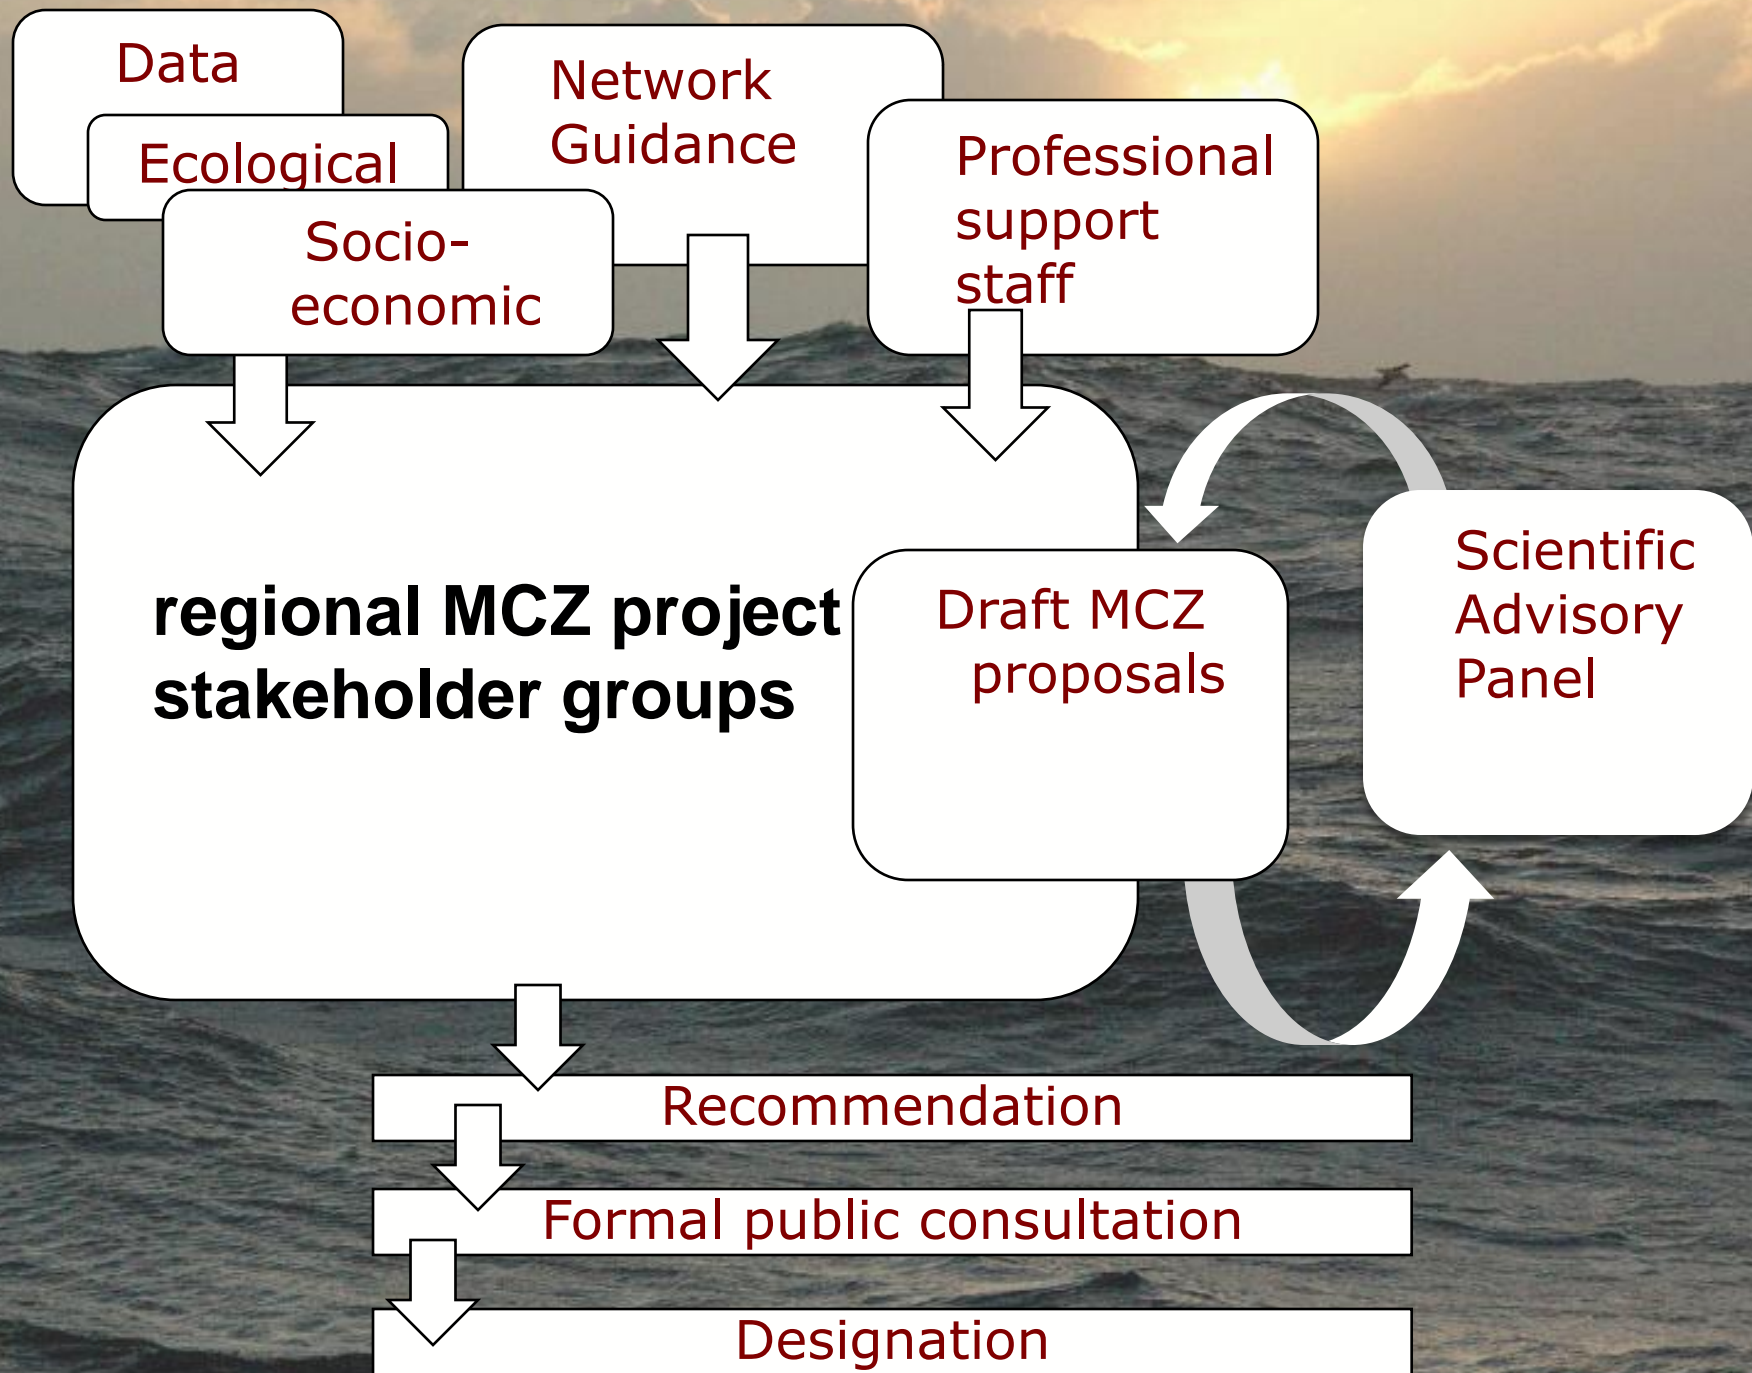 Data
Ecological
Socio-
economic
Network
Guidance
Professional
support
staff
regional MCZ project
stakeholder groups
Draft MCZ
proposals
Scientific
Advisory
Panel
Recommendation
Formal public consultation
Designation